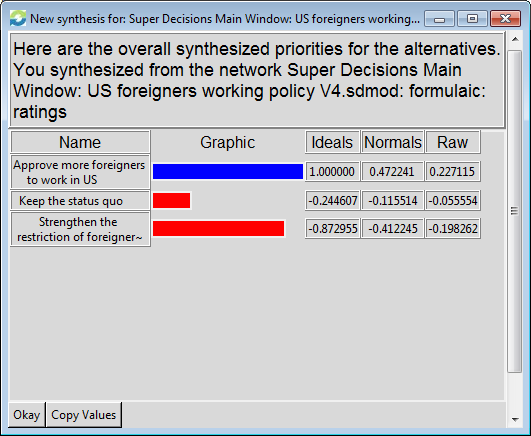 New synthesis for: Super Decisions Main Window: US foreigners working...
Here are the overall synthesized priorities for the alternatives.
You synthesized from the network Super Decisions Main
Window: US foreigners working policy V4.sdmod: formulaic:
ratings
Name Graphic Ideals Normals Raw
Approve more foreigners
to work in US
1.000000 0.472241 0.227115
Keep the status quo -0.244607 -0.115514 -0.055554
Strengthen the
restriction of foreigner~
-0.872955 -0.412245 -0.198262
Okay Copy Values